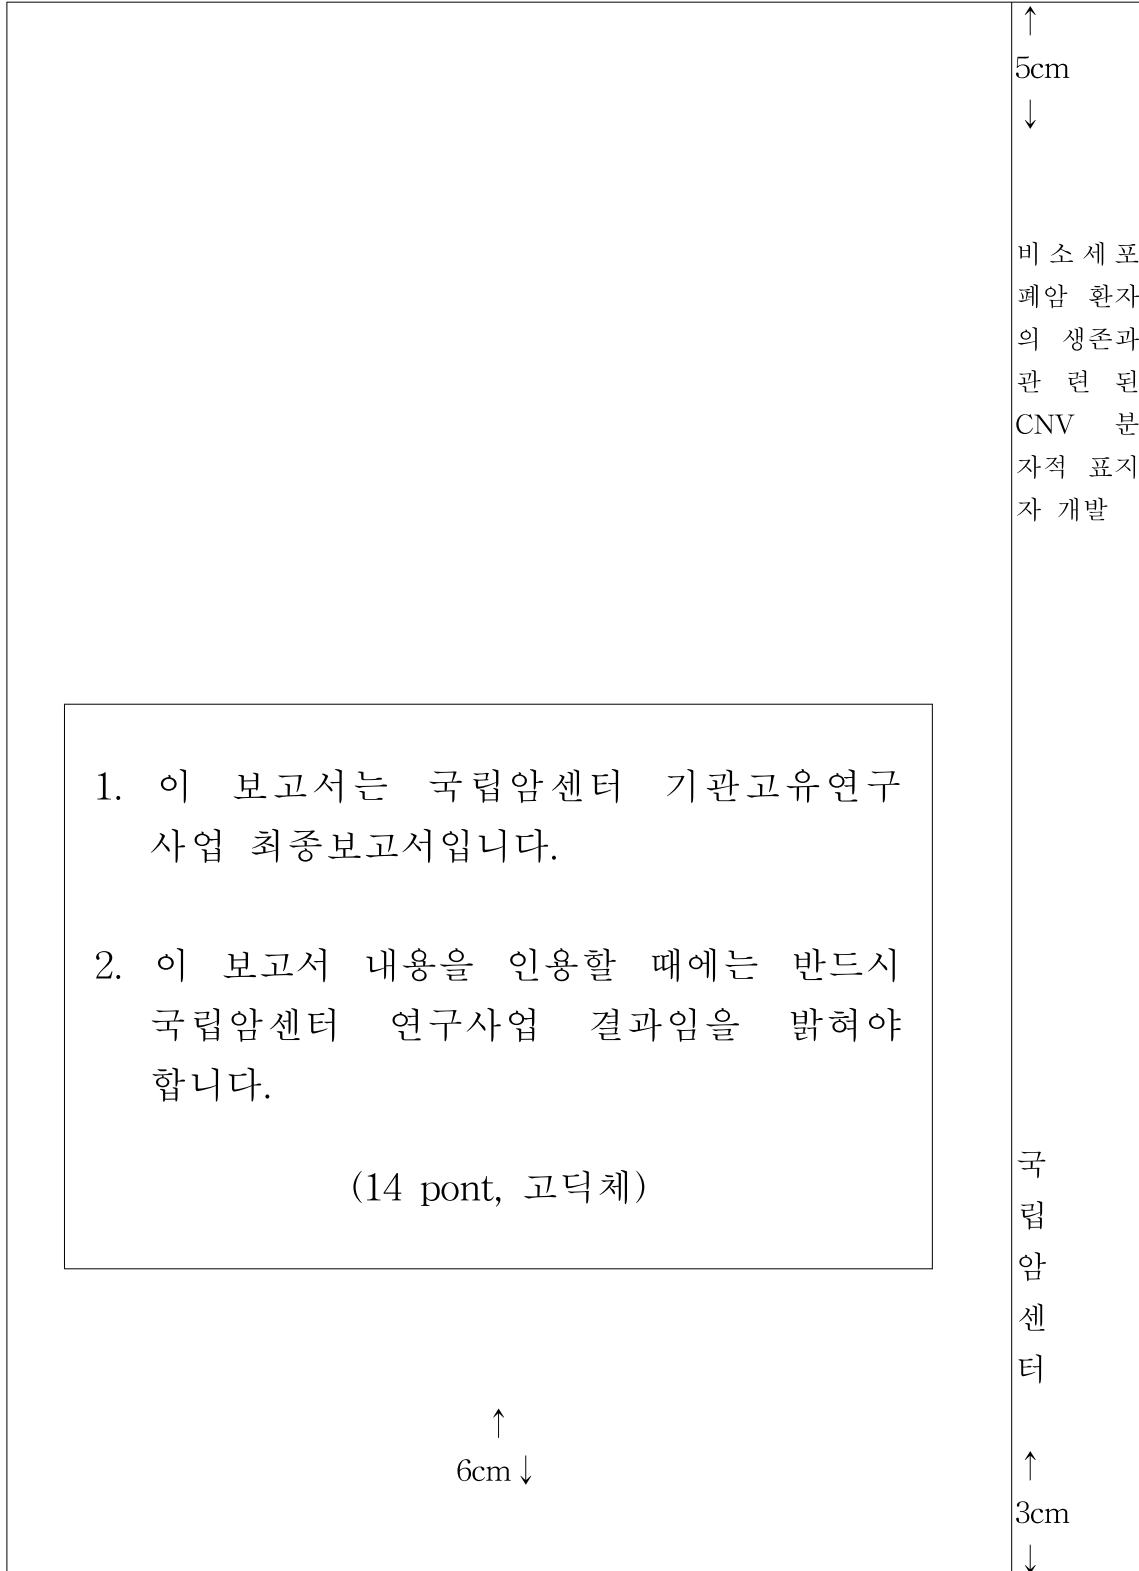 1. 이 보고서는 국립암센터 기관고유연구
사업 최종보고서입니다.
2. 이 보고서 내용을 인용할 때에는 반드시
국립암센터 연구사업 결과임을 밝혀야
합니다.
(14 pont, 고딕체)
↑
6cm↓
↑
5cm
↓
비소세포
폐암 환자
의 생존과
관련된
CNV 분
자적 표지
자 개발
국
립
암
센
터
↑
3cm
↓